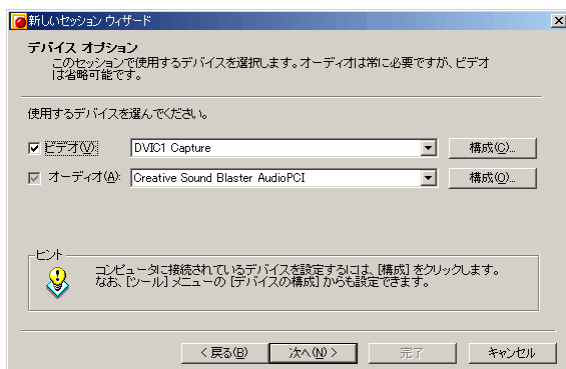 新しいセッション ウィザード
デバイス オプション
このセッションで使用するデバイスを選択します。オーディオは常に必要ですが、ビデオ
は省略可能です。
使用するデバイスを選んでください。
ビデオ(V): DVIC1 Capture 構成(C)...
オーディオ(A): Creative Sound Blaster AudioPCI 構成(O)...
ヒント
コンピュータに接続されているデバイスを設定するには、[構成] をクリックします。
なお、[ツール] メニューの [デバイスの構成] からも設定できます。
< 戻る(B) 次へ(N) > 完了 キャンセル